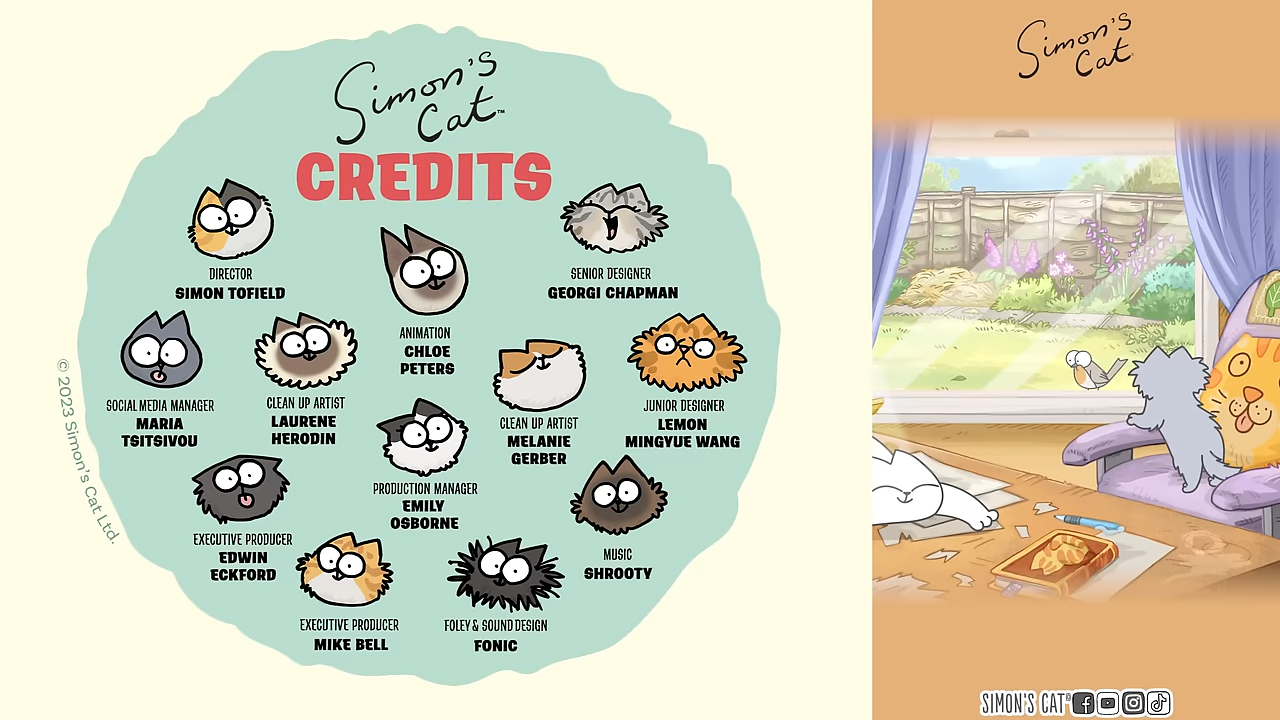 Simon's
Cat™
CREDITS
DIRECTOR
SIMON TOFIELD
ANIMATION
CHLOE
PETERS
SENIOR DESIGNER
GEORGI CHAPMAN
SOCIAL MEDIA MANAGER
MARIA
TSITSIVOU
CLEAN UP ARTIST
LAURENE
HERODIN
CLEAN UP ARTIST
MELANIE
GERBER
JUNIOR DESIGNER
LEMON
MINGYUE WANG
PRODUCTION MANAGER
EMILY
OSBORNE
EXECUTIVE PRODUCER
EDWIN
ECKFORD
MUSIC
SHROOTY
EXECUTIVE PRODUCER
MIKE BELL
FOLEY & SOUND DESIGN
FONIC
© 2023 Simon's Cat Ltd.
Simon's
Cat
SIMON'S CAT